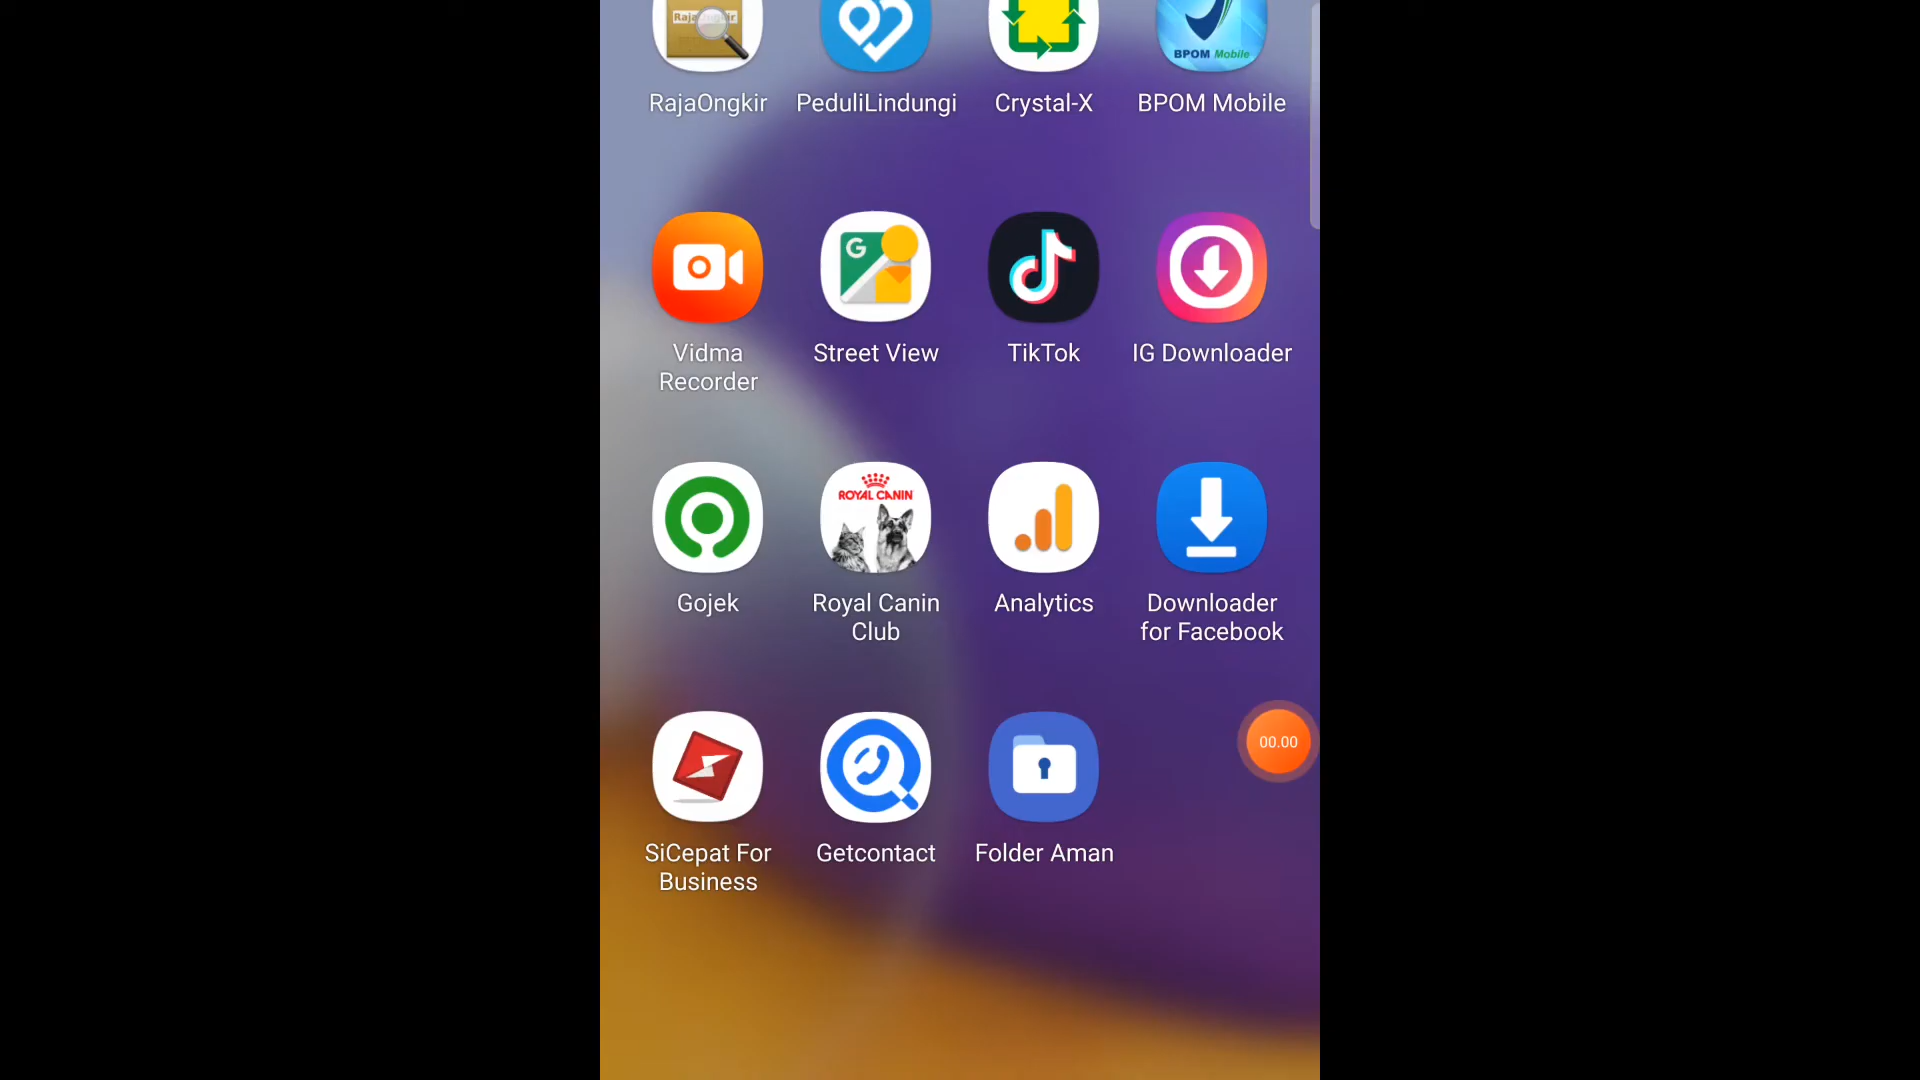 RajaOngkir
BPOM Mobile
RajaOngkir PeduliLindungi Crystal-X BPOM Mobile
G
Vidma Street View TikTok IG Downloader
Recorder
ROYAL CANIN
Gojek Royal Canin Analytics Downloader
Club for Facebook
00.00
SiCepat For Getcontact Folder Aman
Business